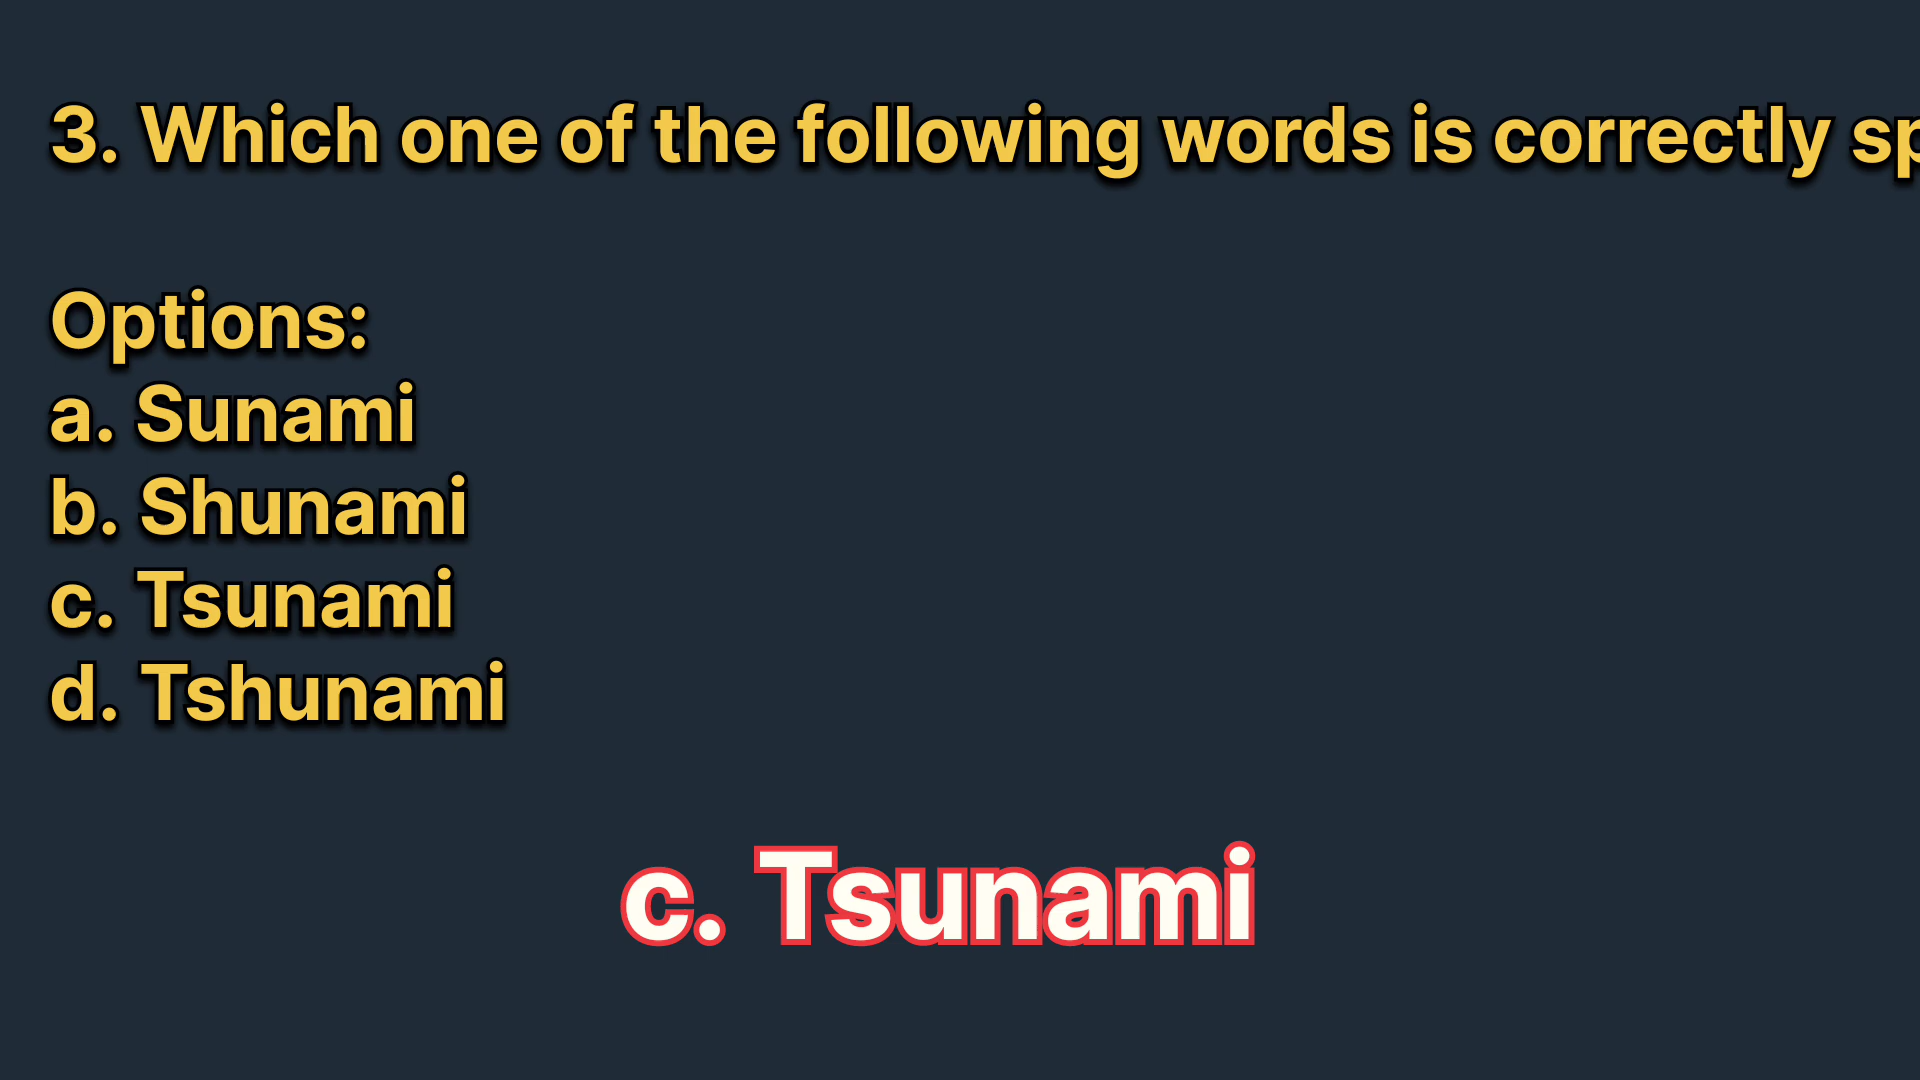 3. Which one of the following words is correctly
Options:
a. Sunami
b. Shunami
c. Tsunami
d. Tshunami
c. Tsunami